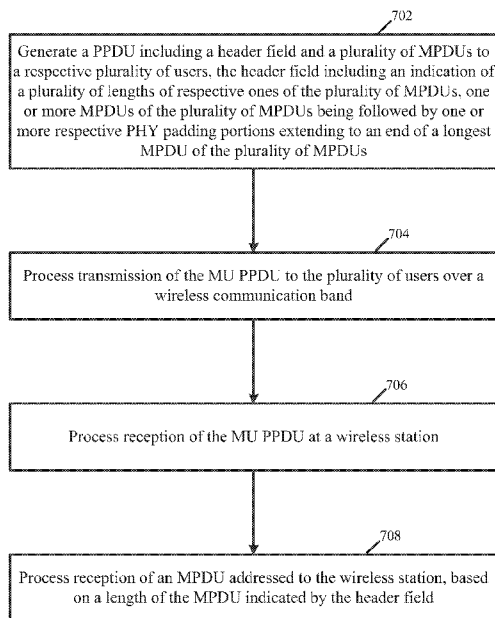 702
Generate a PPDU including a header field and a plurality of MPDUs to
a respective plurality of users, the header field including an indication of
a plurality of lengths of respective ones of the plurality of MPDUs, one
or more MPDUs of the plurality of MPDUs being followed by one or
more respective PHY padding portions extending to an end of a longest
MPDU of the plurality of MPDUs
704
Process transmission of the MU PPDU to the plurality of users over a
wireless communication band
706
Process reception of the MU PPDU at a wireless station
708
Process reception of an MPDU addressed to the wireless station, based
on a length of the MPDU indicated by the header field